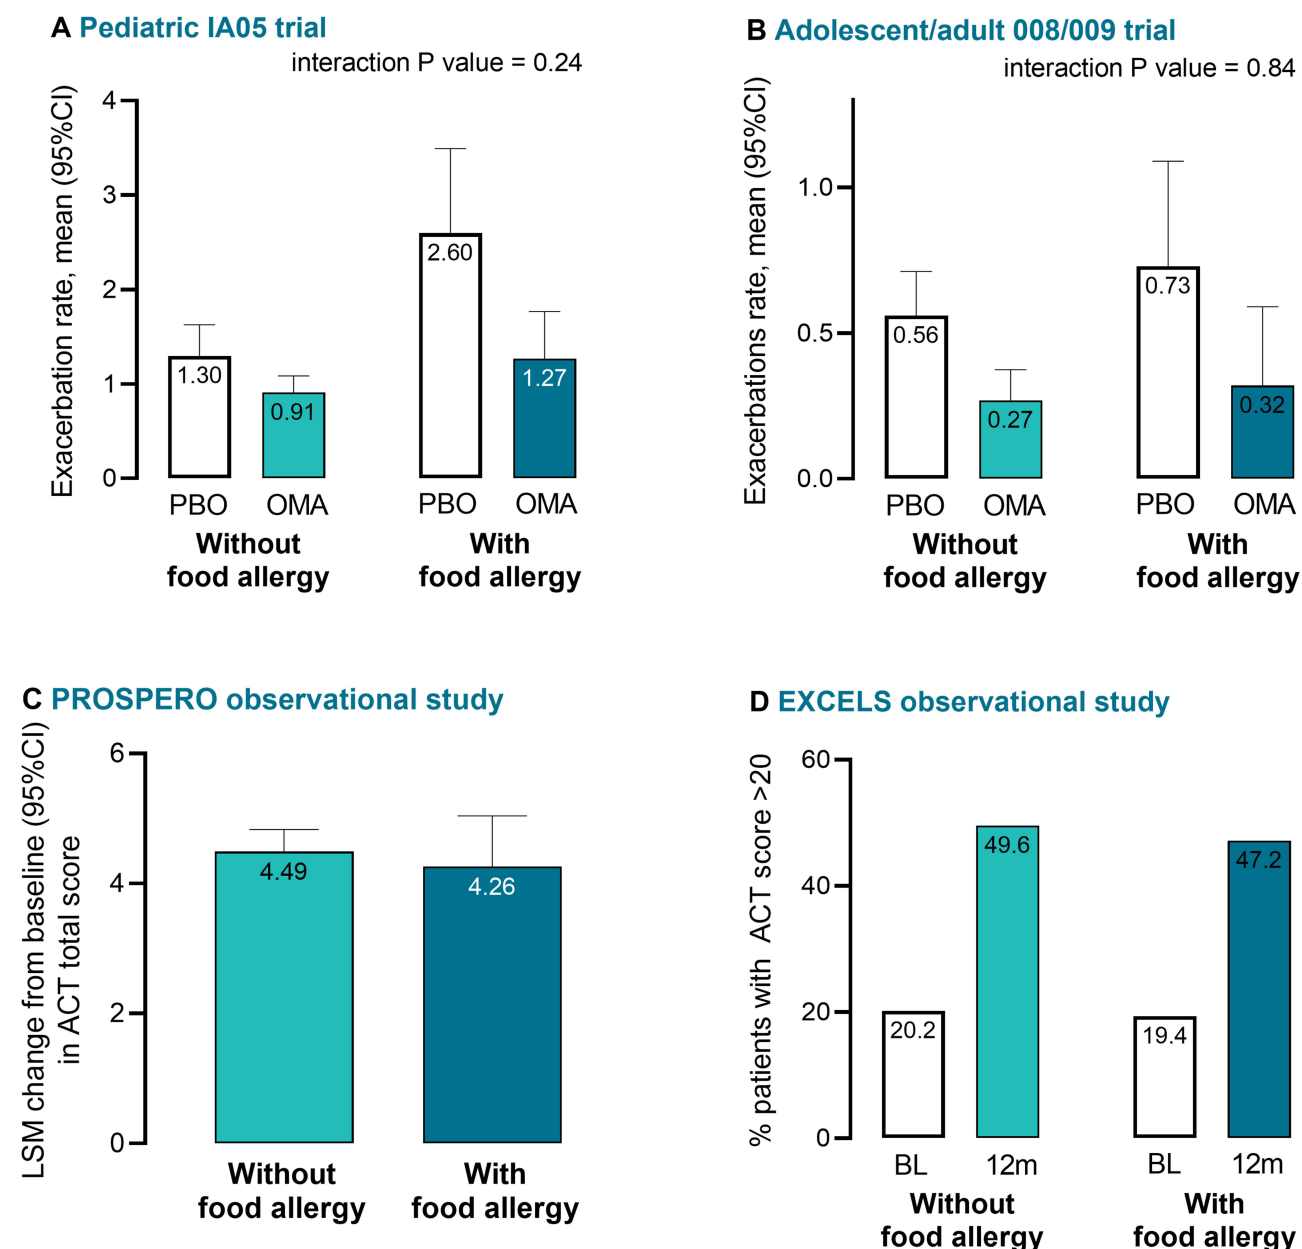 A Pediatric IA05 trial
interaction P value = 0.24
Exacerbation rate, mean (95%CI)
4
3
2
1
0
1.30
0.91
2.60
1.27
PBO OMA PBO OMA
Without
food allergy
With
food allergy
B Adolescent/adult 008/009 trial
interaction P value = 0.84
Exacerbations rate, mean (95%CI)
1.0
0.5
0.0
0.56
0.27
0.73
0.32
PBO OMA PBO OMA
Without
food allergy
With
food allergy
C PROSPERO observational study
LSM change from baseline (95%CI)
in ACT total score
6
4
2
0
4.49
4.26
Without
food allergy
With
food allergy
D EXCELS observational study
% patients with ACT score >20
60
40
20
0
20.2
49.6
19.4
47.2
BL 12m BL 12m
Without
food allergy
With
food allergy